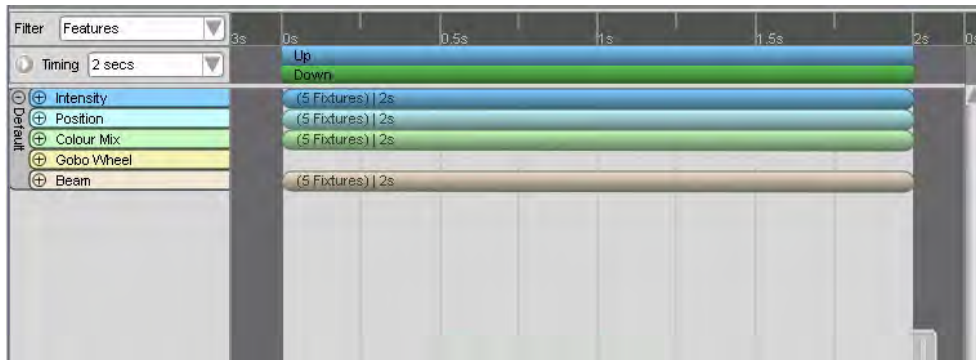 Filter Features
3s 0s 0.5s 1s 1.5s 2s
Timing 2 secs
Up
Down
Default
Intensity (5 Fixtures) | 2s
Position (5 Fixtures) | 2s
Colour Mix (5 Fixtures) | 2s
Gobo Wheel
Beam (5 Fixtures) | 2s